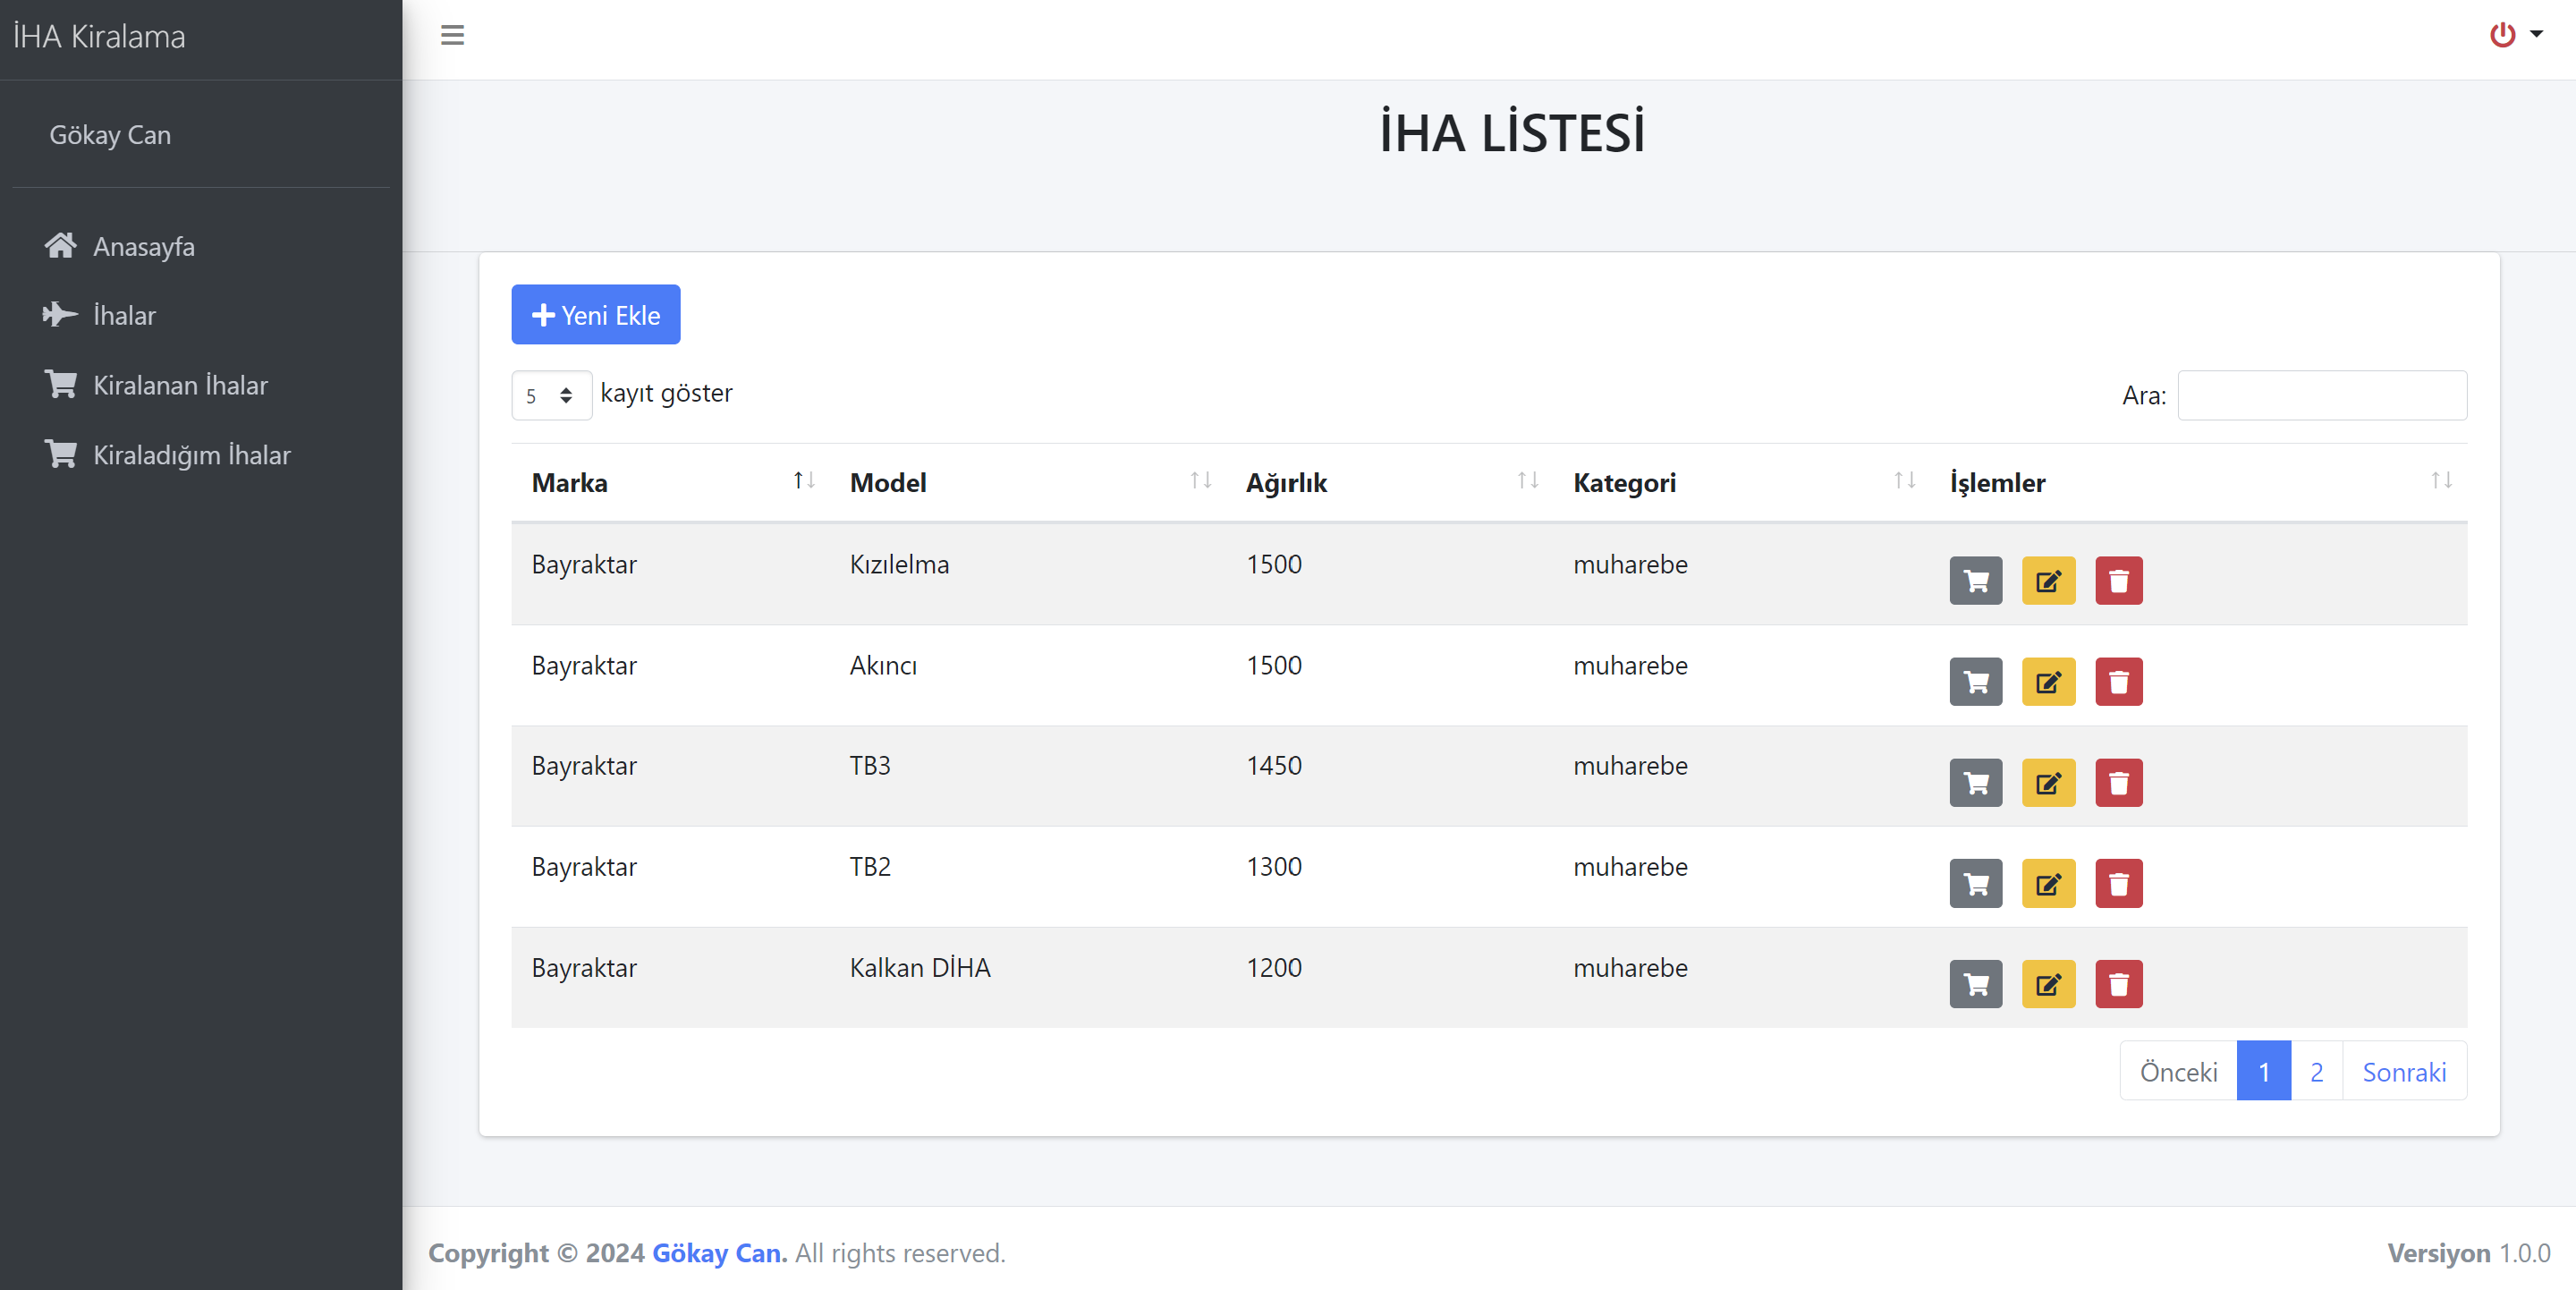 İHA Kiralama
Gökay Can
Anasayfa
İhalar
Kiralanan İhalar
Kiraladığım İhalar
İHA LİSTESİ
Yeni Ekle
5 kayıt göster
Ara:
Marka Model Ağırlık Kategori İşlemler
Bayraktar Kızılelma 1500 muharebe
Bayraktar Akıncı 1500 muharebe
Bayraktar TB3 1450 muharebe
Bayraktar TB2 1300 muharebe
Bayraktar Kalkan DİHA 1200 muharebe
Önceki 1 2 Sonraki
Copyright © 2024 Gökay Can. All rights reserved.
Versiyon 1.0.0